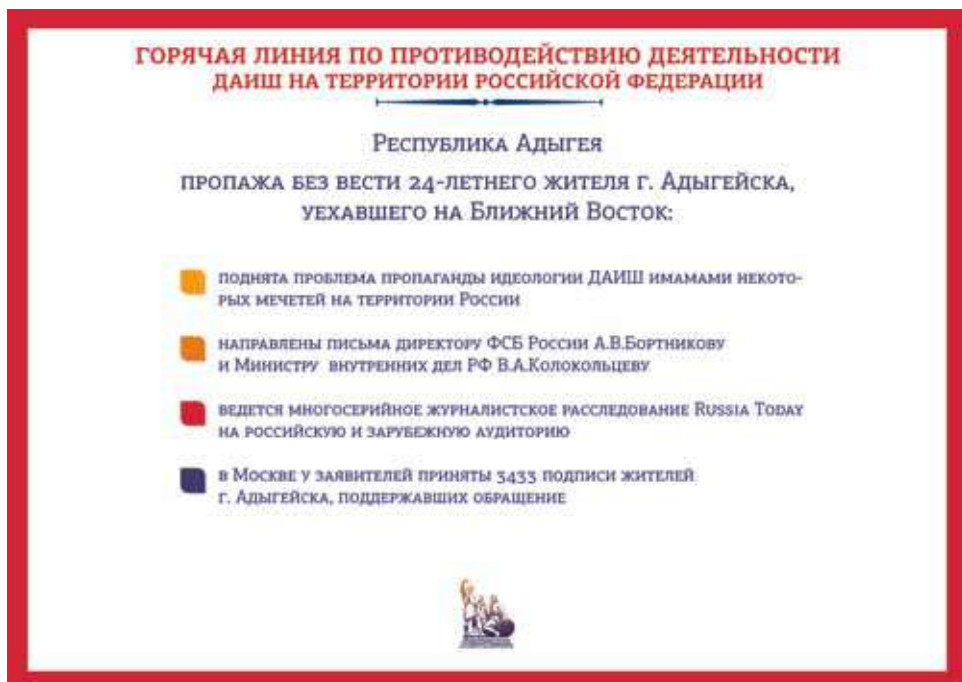 ГОРЯЧАЯ ЛИНИЯ ПО ПРОТИВОДЕЙСТВИЮ ДЕЯТЕЛЬНОСТИ
ДАИШ НА ТЕРРИТОРИИ РОССИЙСКОЙ ФЕДЕРАЦИИ
РЕСПУБЛИКА АДЫГЕЯ
ПРОПАЖА БЕЗ ВЕСТИ 24-ЛЕТНЕГО ЖИТЕЛЯ Г. АДЫГЕЙСКА,
УЕХАВШЕГО НА БЛИЖНИЙ ВОСТОК:
ПОДНЯТА ПРОБЛЕМА ПРОПАГАНДЫ ИДЕОЛОГИИ ДАИШ ИМАМАМИ НЕКОТО-
РЫХ МЕЧЕТЕЙ НА ТЕРРИТОРИИ РОССИИ
НАПРАВЛЕНЫ ПИСЬМА ДИРЕКТОРУ ФСБ РОССИИ А.В.БОРТНИКОВУ
И МИНИСТРУ ВНУТРЕННИХ ДЕЛ РФ В.А.КОЛОКОЛЬЦЕВУ
ВЕДЕТСЯ МНОГОСЕРИЙНОЕ ЖУРНАЛИСТСКОЕ РАССЛЕДОВАНИЕ RUSSIA TODAY
НА РОССИЙСКУЮ И ЗАРУБЕЖНУЮ АУДИТОРИЮ
В МОСКВЕ У ЗАЯВИТЕЛЕЙ ПРИНЯТЫ 3433 ПОДПИСИ ЖИТЕЛЕЙ
Г. АДЫГЕЙСКА, ПОДДЕРЖАВШИХ ОБРАЩЕНИЕ